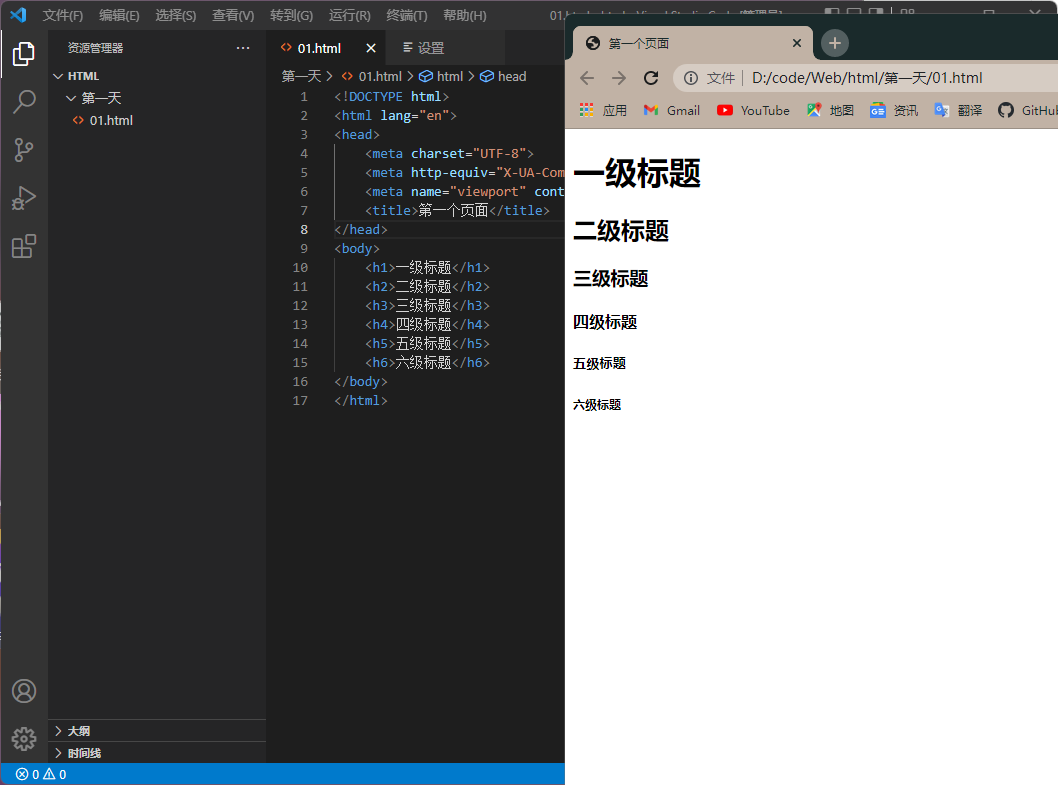 文件(F) 编辑(E) 选择(S) 查看(V) 转到(G) 运行(R) 终端(T) 帮助(H)
资源管理器 ···
HTML
第一天
01.html
大纲
时间线
0 0
01.html 设置
第一天 > 01.html > html > head
1 <!DOCTYPE html>
2 <html lang="en">
3 <head>
4 <meta charset="UTF-8">
5 <meta http-equiv="X-UA-Com
6 <meta name="viewport" cont
7 <title>第一个页面</title>
8 </head>
9 <body>
10 <h1>一级标题</h1>
11 <h2>二级标题</h2>
12 <h3>三级标题</h3>
13 <h4>四级标题</h4>
14 <h5>五级标题</h5>
15 <h6>六级标题</h6>
16 </body>
17 </html>
第一个页面
文件 D:/code/Web/html/第一天/01.html
应用 Gmail YouTube 地图 资讯 翻译 GitHub
一级标题
二级标题
三级标题
四级标题
五级标题
六级标题